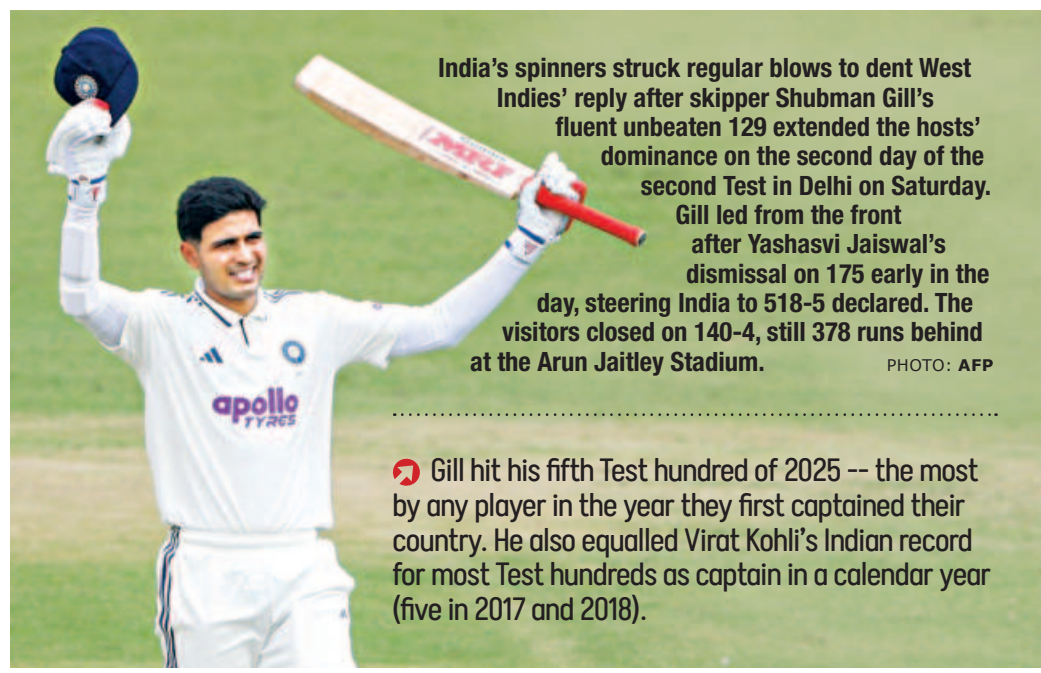 India's spinners struck regular blows to dent West
Indies' reply after skipper Shubman Gill's
fluent unbeaten 129 extended the hosts'
dominance on the second day of the
second Test in Delhi on Saturday.
Gill led from the front
after Yashasvi Jaiswal's
dismissal on 175 early in the
day, steering India to 518-5 declared. The
visitors closed on 140-4, still 378 runs behind
at the Arun Jaitley Stadium. PHOTO: AFP
Gill hit his fifth Test hundred of 2025 -- the most
by any player in the year they first captained their
country. He also equalled Virat Kohli's Indian record
for most Test hundreds as captain in a calendar year
(five in 2017 and 2018).
MRF
apollo
TYRES